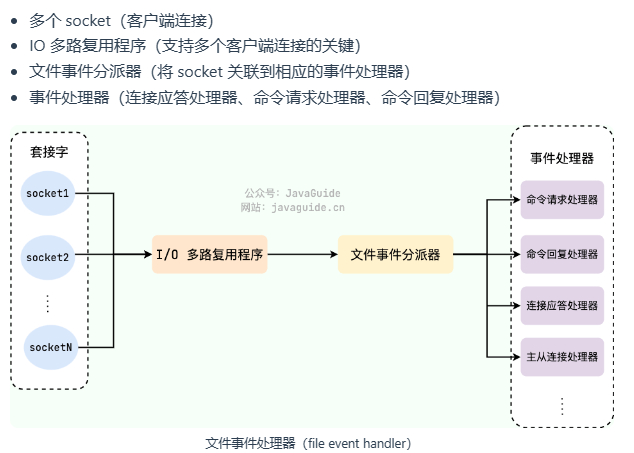 多个 socket（客户端连接）
IO 多路复用程序（支持多个客户端连接的关键）
文件事件分派器（将 socket 关联到相应的事件处理器）
事件处理器（连接应答处理器、命令请求处理器、命令回复处理器）
套接字
事件处理器
公众号: JavaGuide
网站: javaguide.cn
socket1
socket2
socketN
I/O 多路复用程序
文件事件分派器
命令请求处理器
命令回复处理器
连接应答处理器
主从连接处理器
文件事件处理器（file event handler）